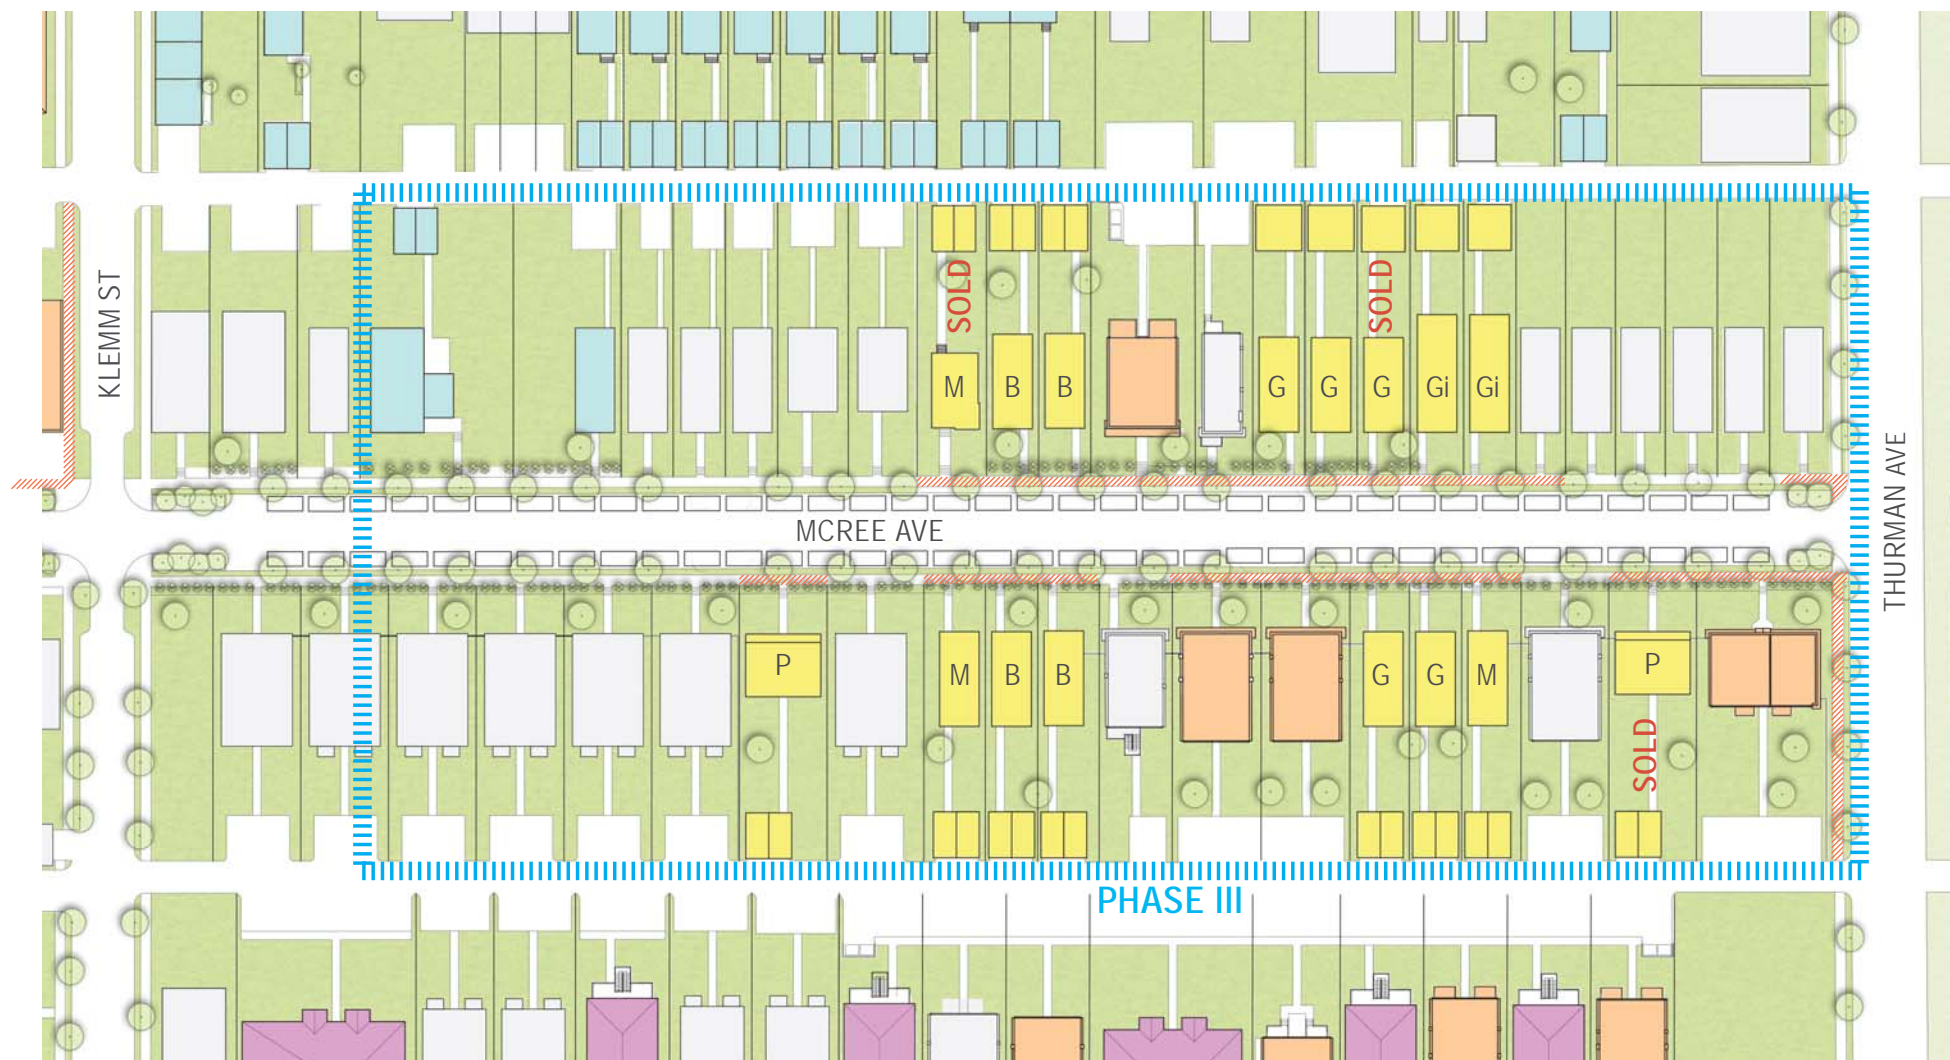 KLEMM ST
SOLD
SOLD
M
B
B
G
G
G
Gi
Gi
MCREE AVE
THURMAN AVE
P
M
B
B
G
G
M
P
SOLD
PHASE III